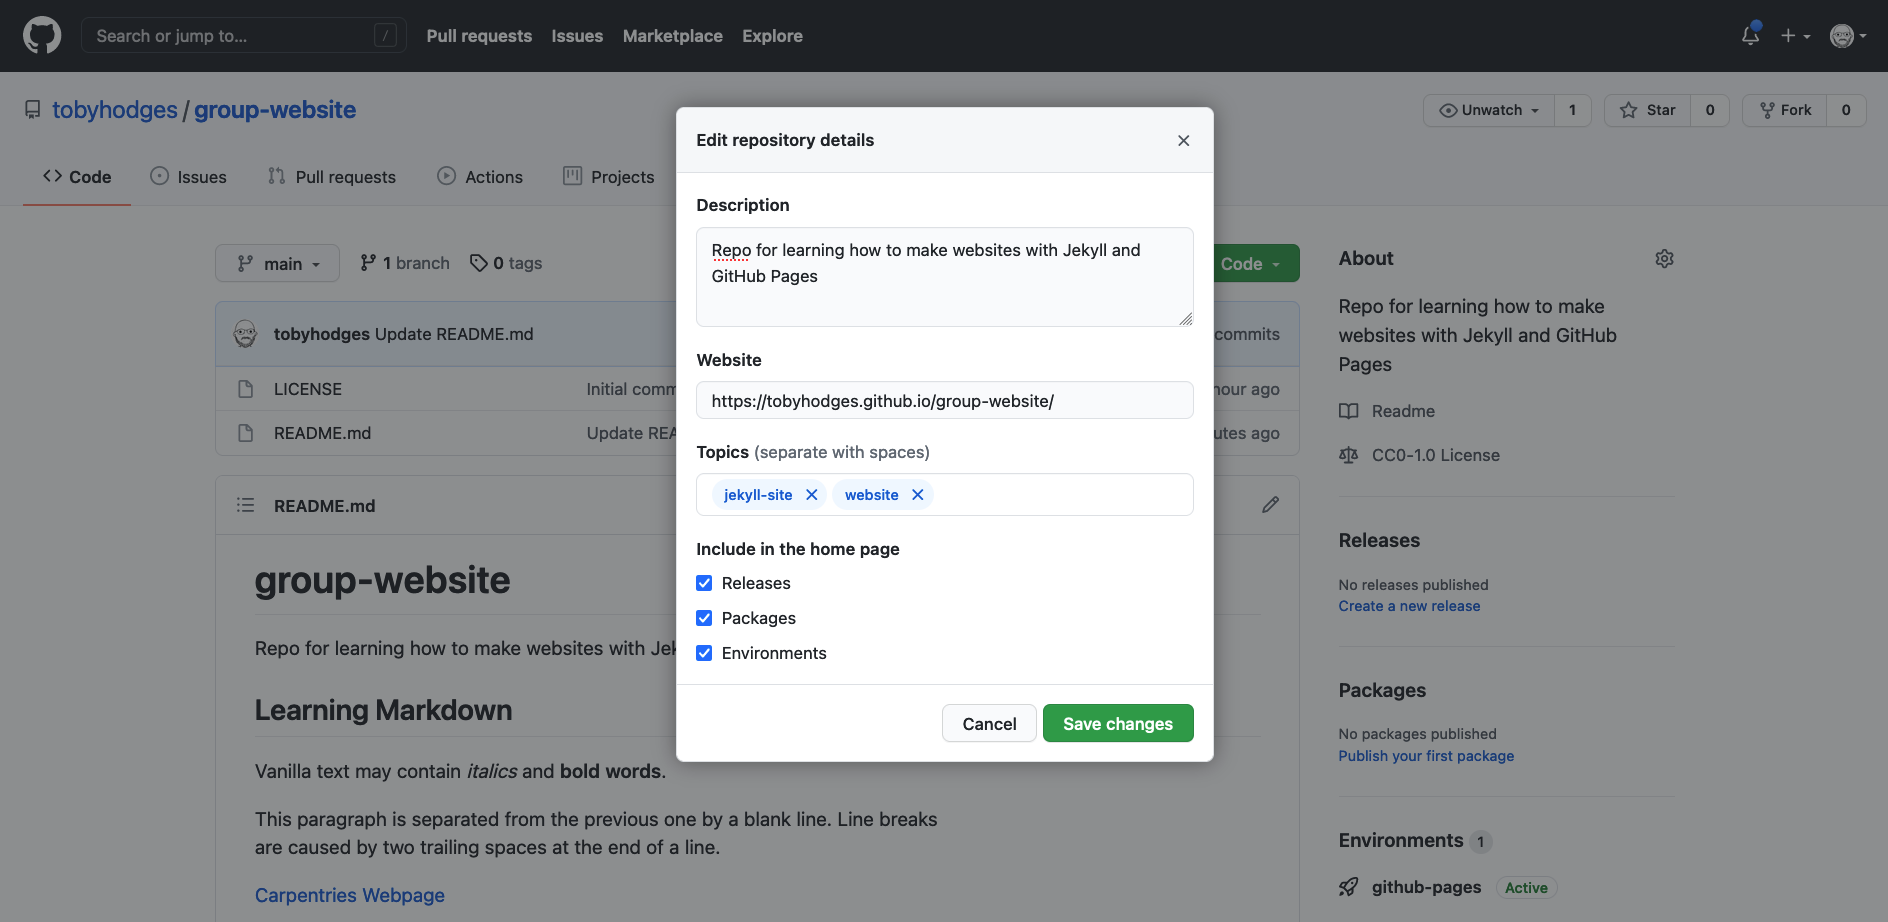 Search or jump to... / Pull requests Issues Marketplace Explore
tobyhodges / group-website Unwatch 1 Star 0 Fork 0
Code Issues Pull requests Actions Projects
main 1 branch 0 tags Code
tobyhodges Update README.md commits
LICENSE Initial comm hour ago
README.md Update REA utes ago
README.md
group-website
Repo for learning how to make websites with Jek
Learning Markdown
Vanilla text may contain italics and bold words.
This paragraph is separated from the previous one by a blank line. Line breaks
are caused by two trailing spaces at the end of a line.
Carpentries Webpage
Edit repository details
Description
Repo for learning how to make websites with Jekyll and
GitHub Pages
Website
https://tobyhodges.github.io/group-website/
Topics (separate with spaces)
jekyll-site website
Include in the home page
Releases
Packages
Environments
Cancel Save changes
About
Repo for learning how to make
websites with Jekyll and GitHub
Pages
Readme
CC0-1.0 License
Releases
No releases published
Create a new release
Packages
No packages published
Publish your first package
Environments 1
github-pages Active